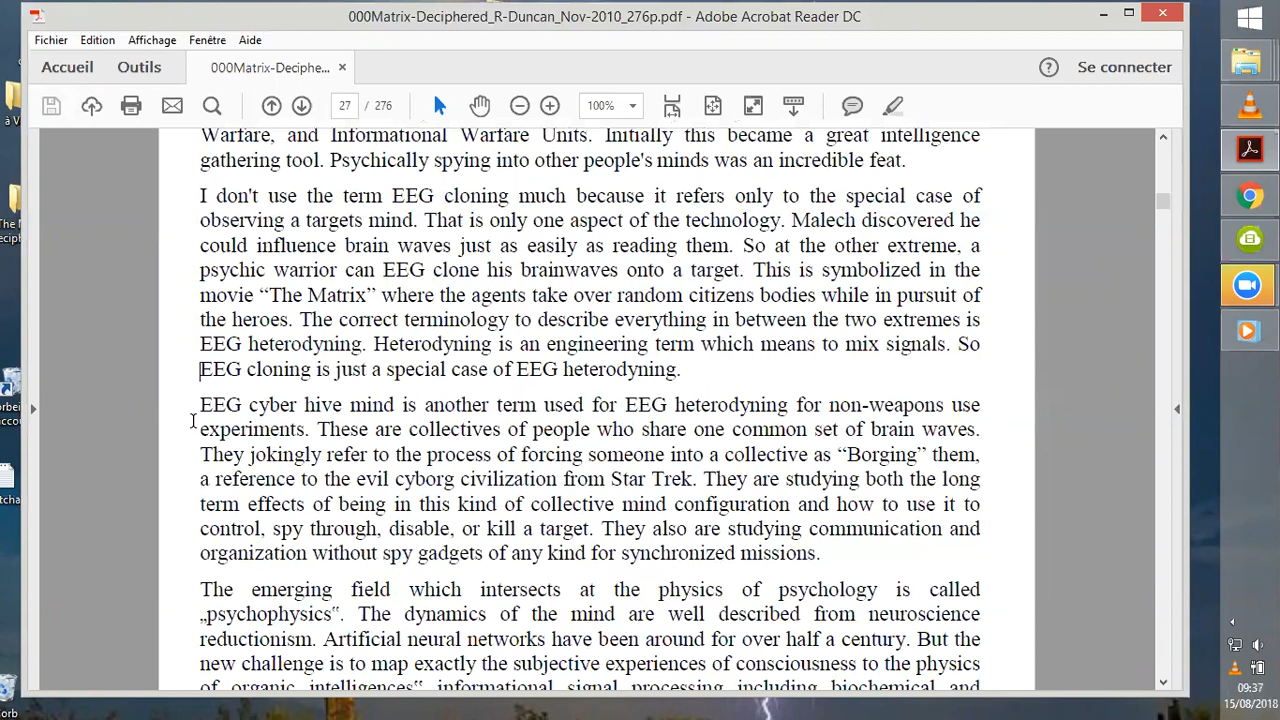 000Matrix-Deciphered_R-Duncan_Nov-2010_276p.pdf - Adobe Acrobat Reader DC
Fichier Edition Affichage Fenêtre Aide
Accueil Outils 000Matrix-Deciphe... × ? Se connecter
27 / 276 100%
Warfare, and Informational Warfare Units. Initially this became a great intelligence
gathering tool. Psychically spying into other people's minds was an incredible feat.
I don't use the term EEG cloning much because it refers only to the special case of
observing a targets mind. That is only one aspect of the technology. Malech discovered he
could influence brain waves just as easily as reading them. So at the other extreme, a
psychic warrior can EEG clone his brainwaves onto a target. This is symbolized in the
movie “The Matrix” where the agents take over random citizens bodies while in pursuit of
the heroes. The correct terminology to describe everything in between the two extremes is
EEG heterodyning. Heterodyning is an engineering term which means to mix signals. So
EEG cloning is just a special case of EEG heterodyning.
EEG cyber hive mind is another term used for EEG heterodyning for non-weapons use
experiments. These are collectives of people who share one common set of brain waves.
They jokingly refer to the process of forcing someone into a collective as “Borging” them,
a reference to the evil cyborg civilization from Star Trek. They are studying both the long
term effects of being in this kind of collective mind configuration and how to use it to
control, spy through, disable, or kill a target. They also are studying communication and
organization without spy gadgets of any kind for synchronized missions.
The emerging field which intersects at the physics of psychology is called
„psychophysics‟. The dynamics of the mind are well described from neuroscience
reductionism. Artificial neural networks have been around for over half a century. But the
new challenge is to map exactly the subjective experiences of consciousness to the physics
of organic intelligences‟ informational signal processing including biochemical and
09:37
15/08/2018